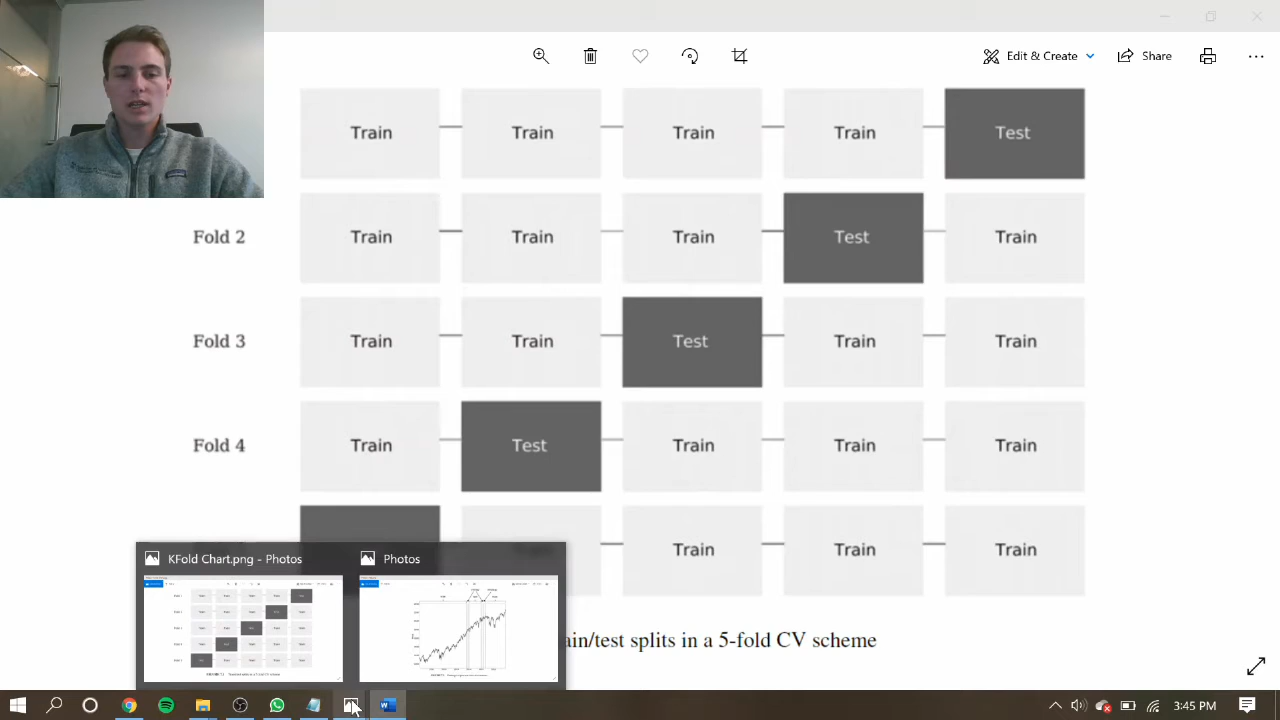 Edit & Create
Share
Train Train Train Train Test
Fold 2 Train Train Train Test Train
Fold 3 Train Train Test Train Train
Fold 4 Train Test Train Train Train
Train Train Train
KFold Chart.png - Photos
Photos
ain/test splits in a 5-fold CV scheme
3:45 PM